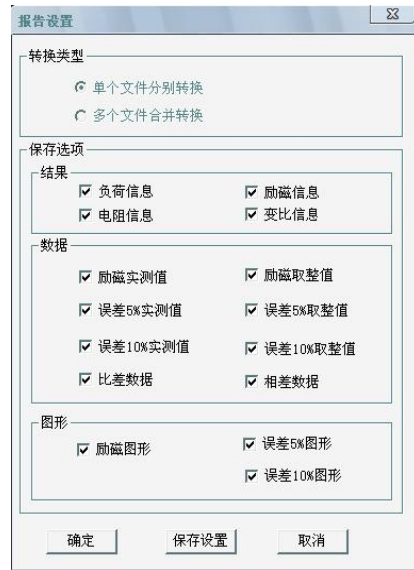 报告设置
转换类型
单个文件分别转换
多个文件合并转换
保存选项
结果
负荷信息 励磁信息
电阻信息 变比信息
数据
励磁实测值 励磁取整值
误差5%实测值 误差5%取整值
误差10%实测值 误差10%取整值
比差数据 相差数据
图形
励磁图形 误差5%图形
误差10%图形
确定 保存设置 取消